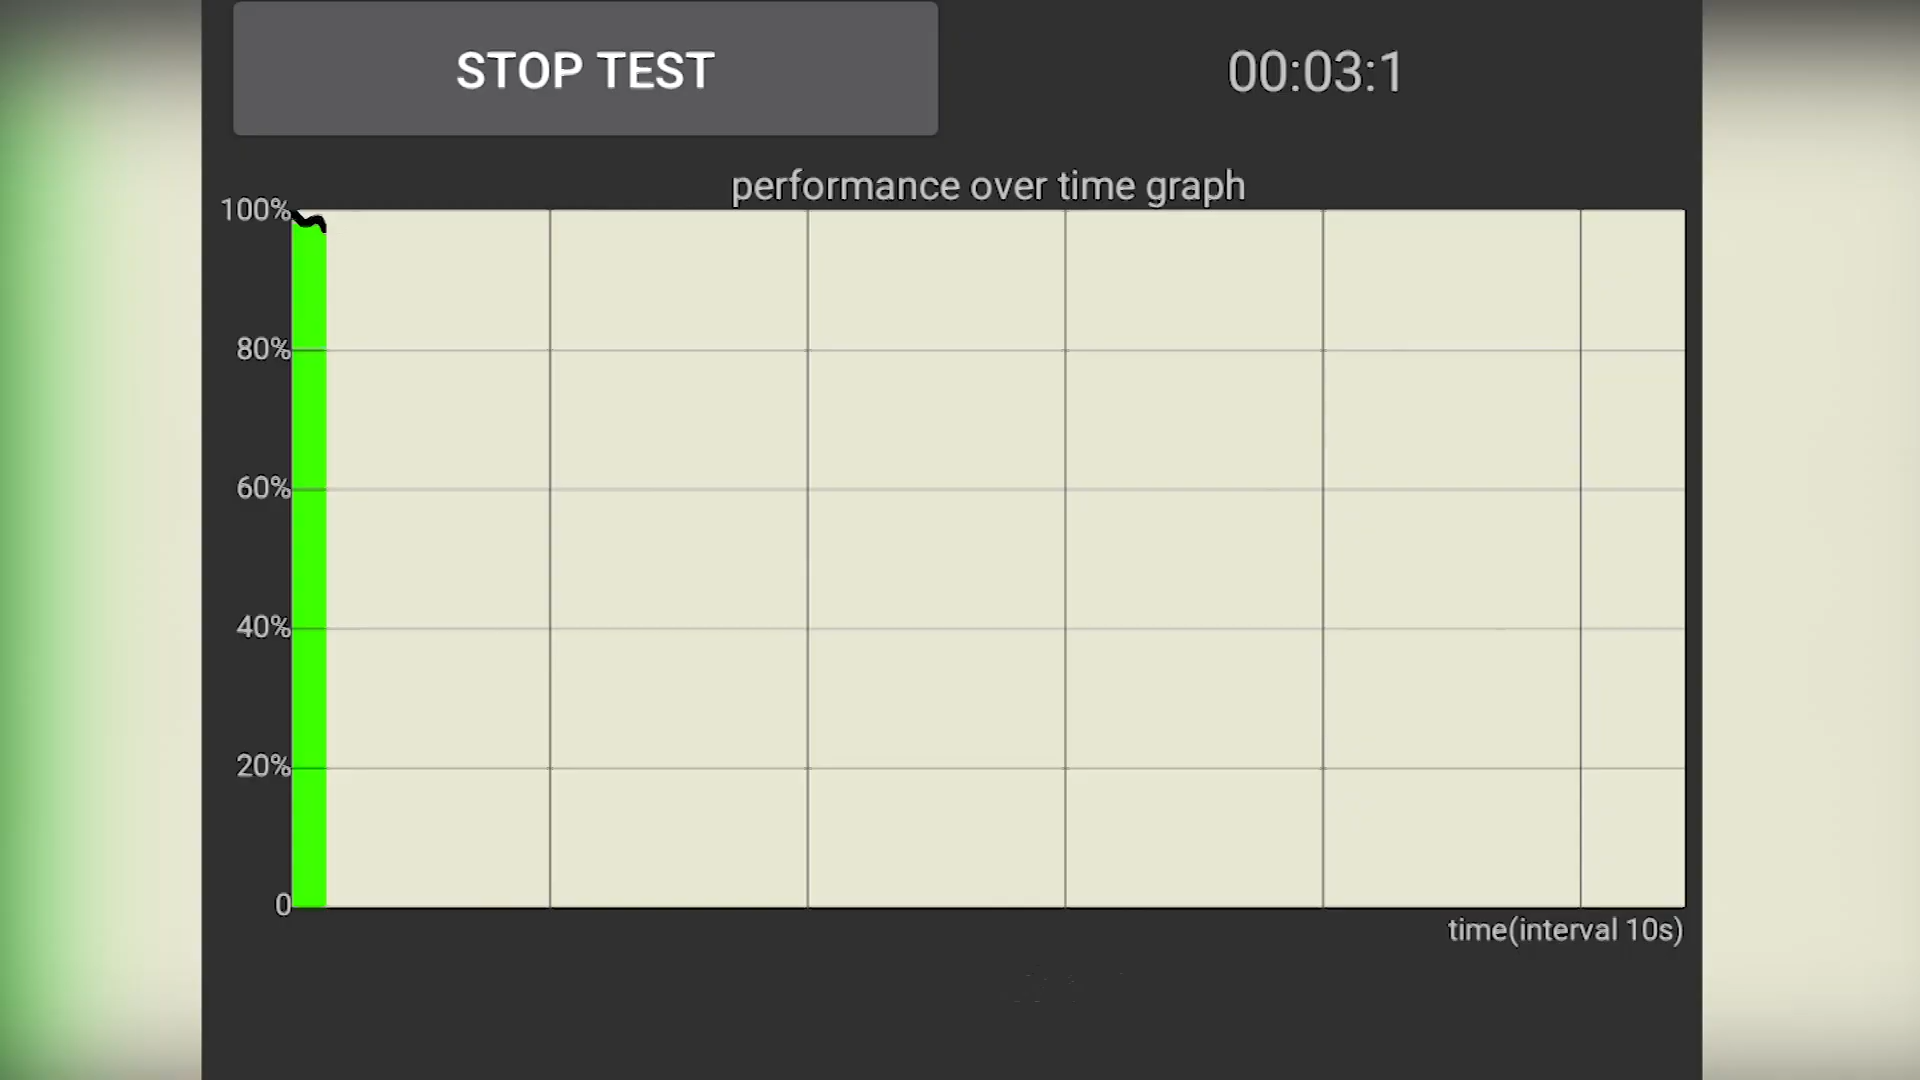 STOP TEST
00:03:1
performance over time graph
100%
80%
60%
40%
20%
0
time(interval 10s)